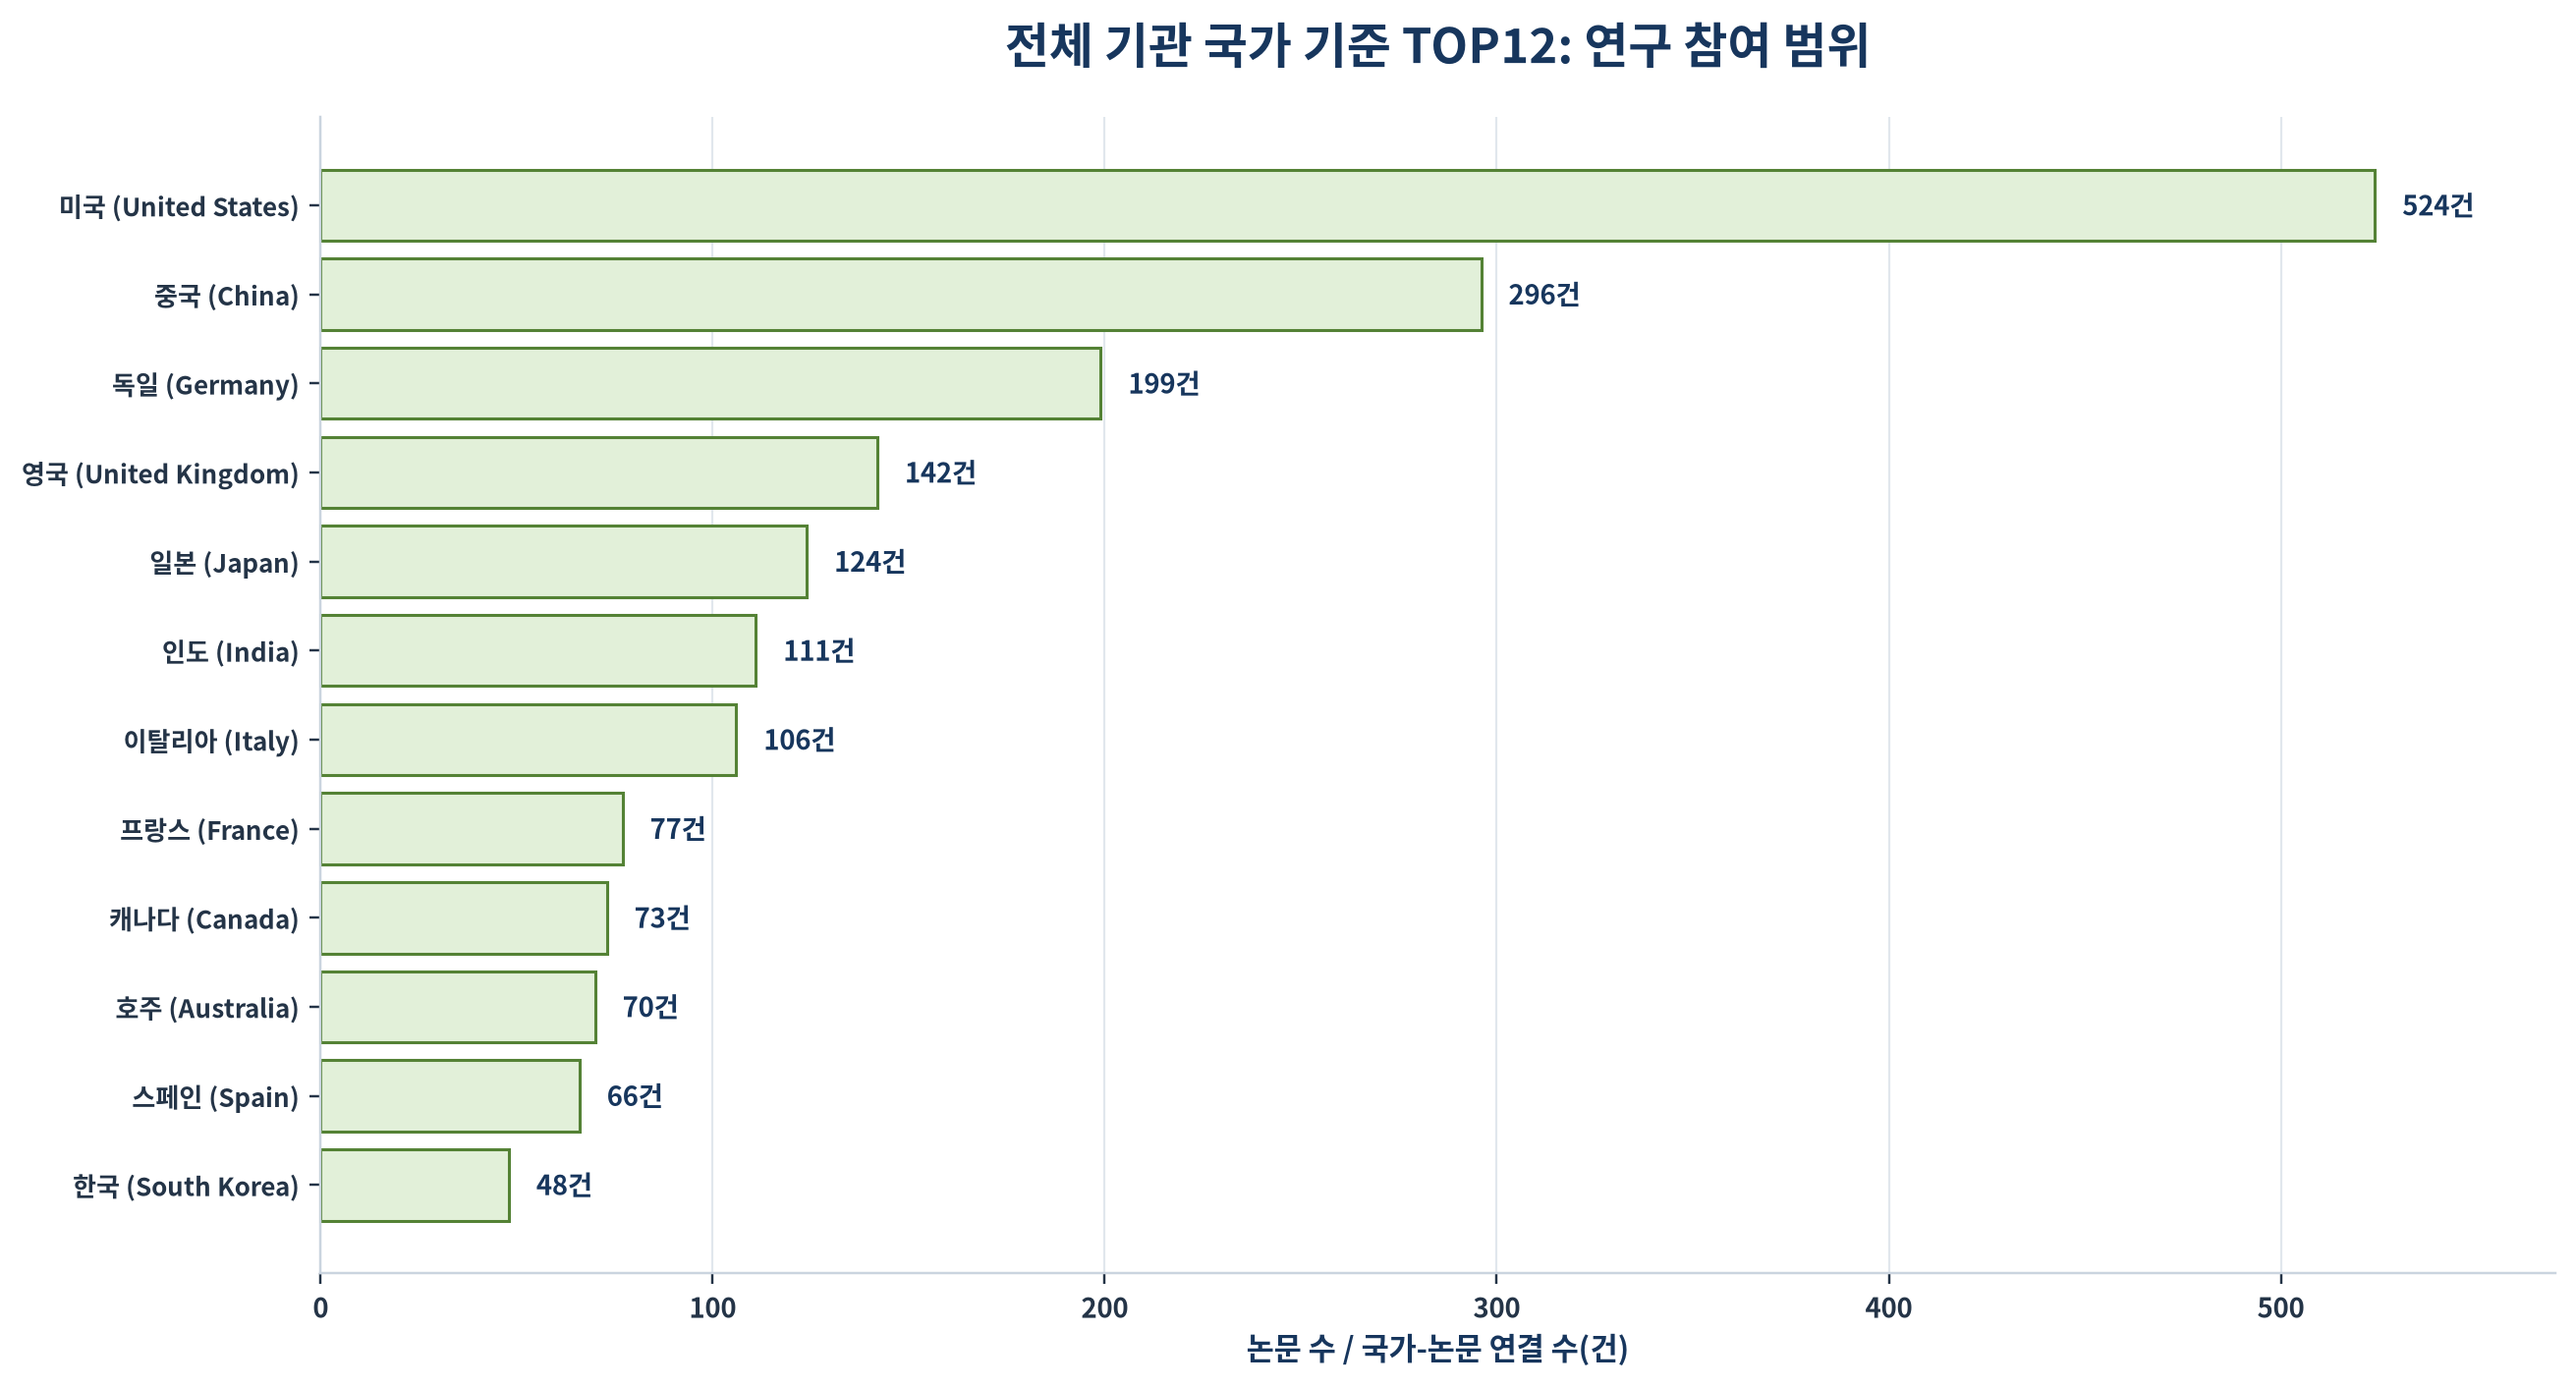 전체 기관 국가 기준 TOP12: 연구 참여 범위
미국 (United States) 524건
중국 (China) 296건
독일 (Germany) 199건
영국 (United Kingdom) 142건
일본 (Japan) 124건
인도 (India) 111건
이탈리아 (Italy) 106건
프랑스 (France) 77건
캐나다 (Canada) 73건
호주 (Australia) 70건
스페인 (Spain) 66건
한국 (South Korea) 48건
0 100 200 300 400 500
논문 수 / 국가-논문 연결 수(건)